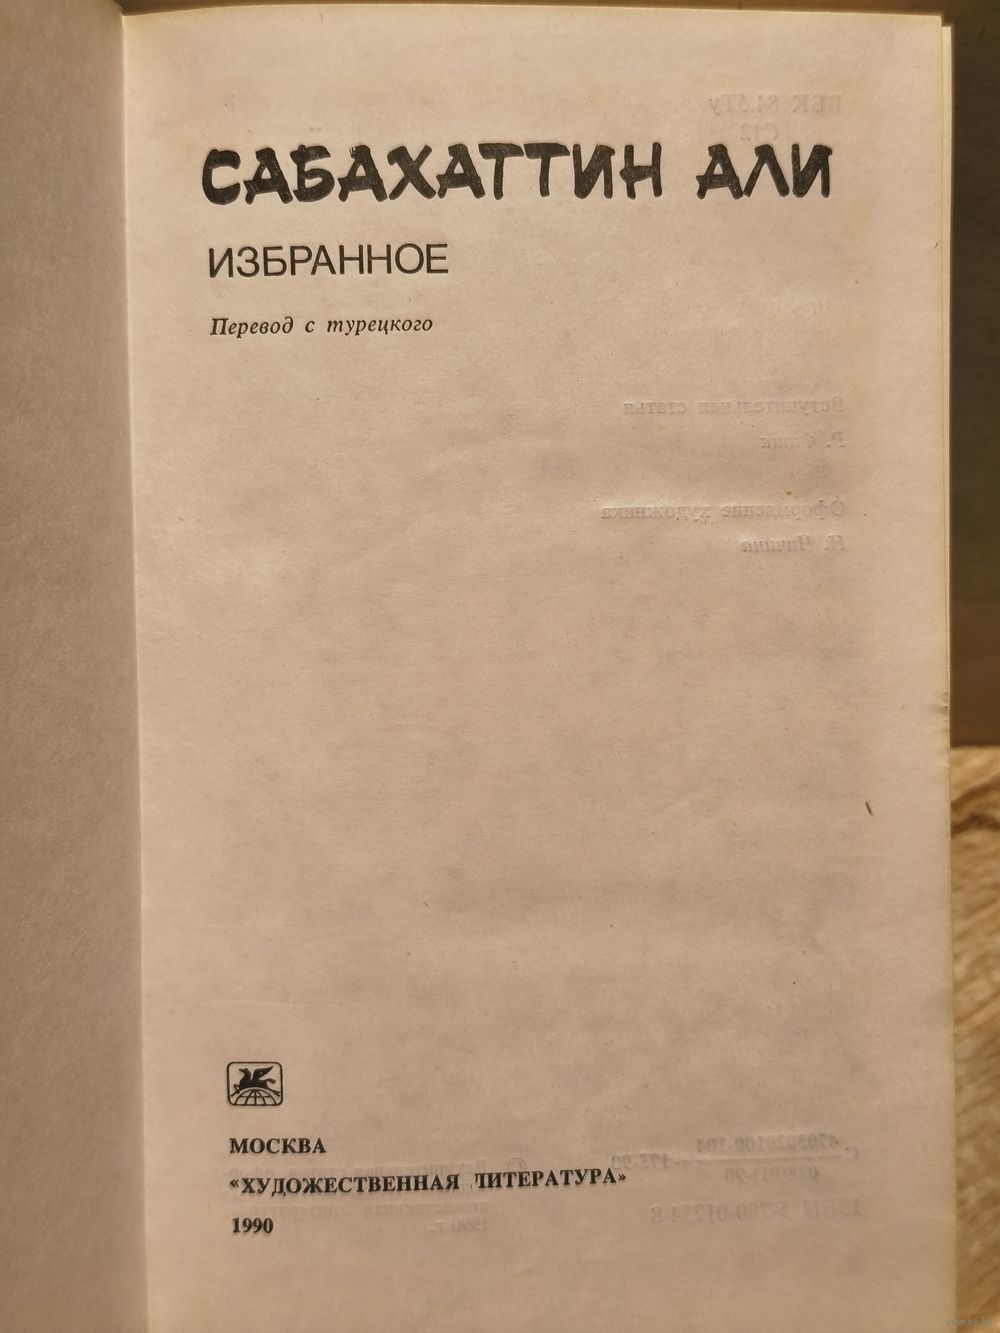 САБАХАТТИН АЛИ
ИЗБРАННОЕ
Перевод с турецкого
МОСКВА
«ХУДОЖЕСТВЕННАЯ ЛИТЕРАТУРА»
1990